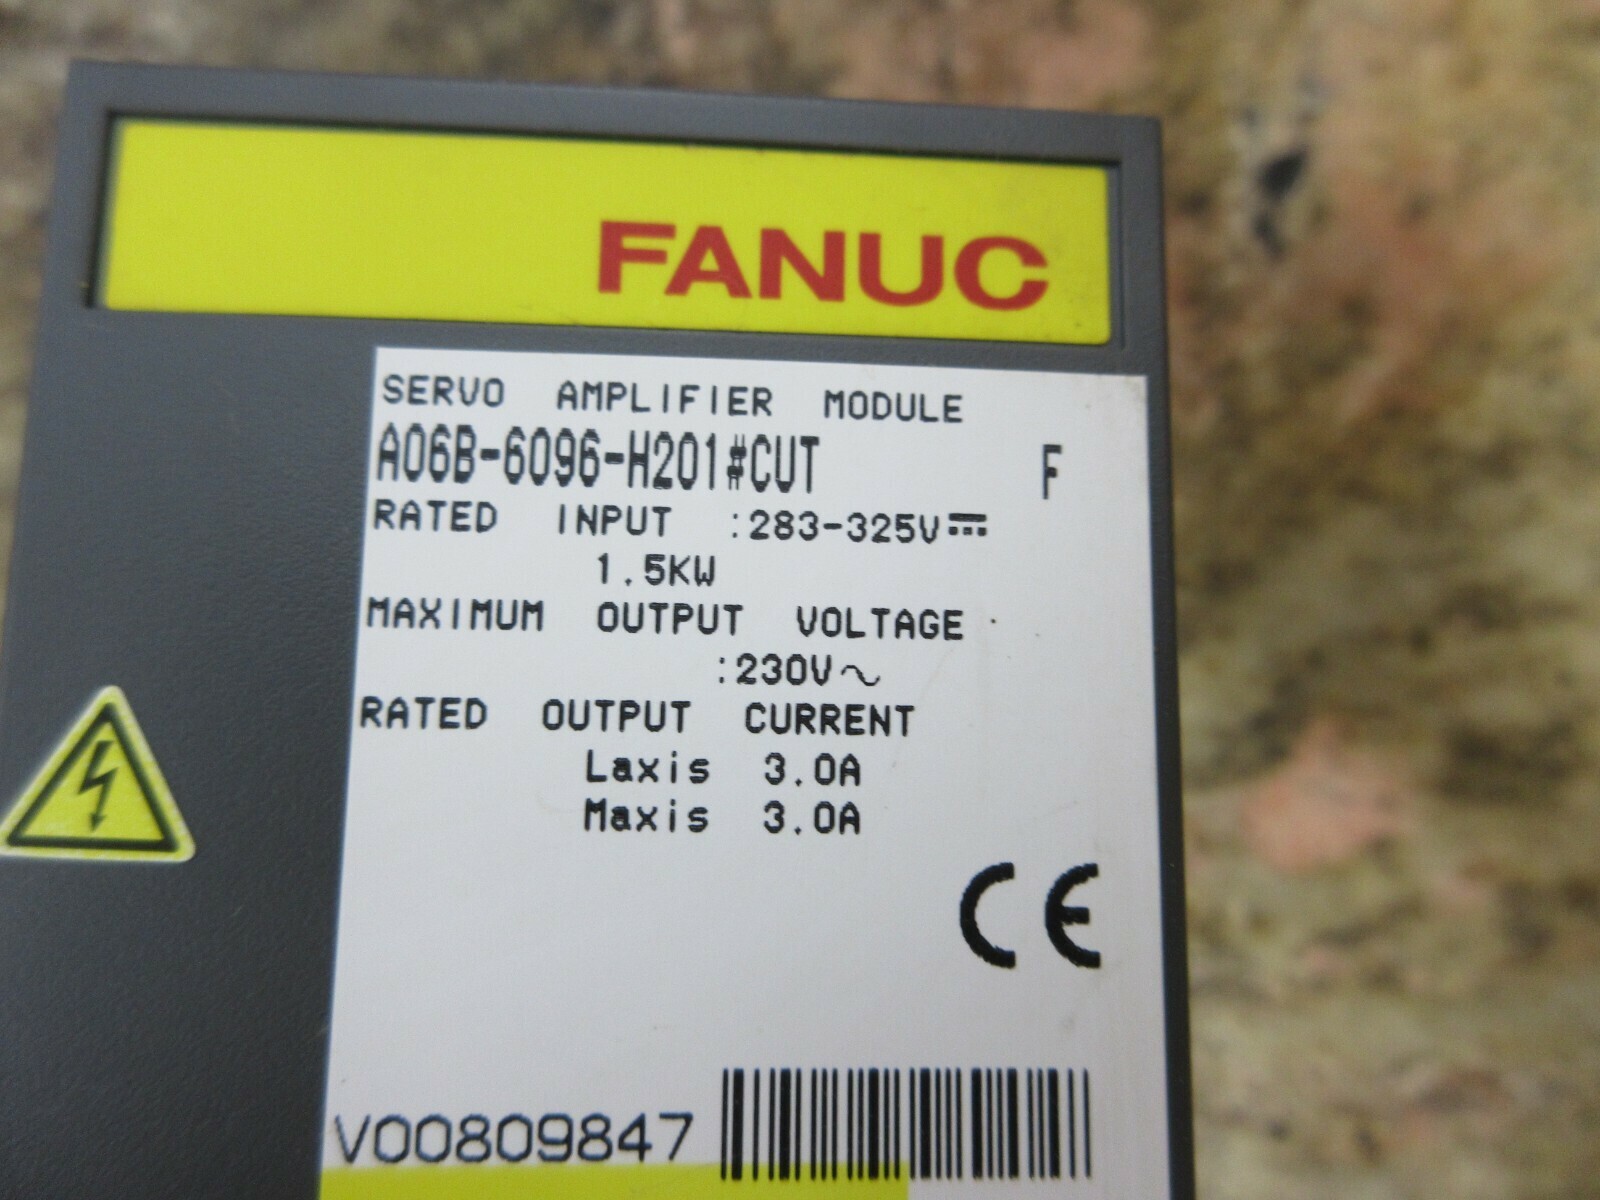 FANUC
SERVO AMPLIFIER MODULE
A06B-6096-H201#CUT F
RATED INPUT :283-325V⎓
1.5KW
MAXIMUM OUTPUT VOLTAGE
:230V~
RATED OUTPUT CURRENT
Laxis 3.0A
Maxis 3.0A
CE
V00809847